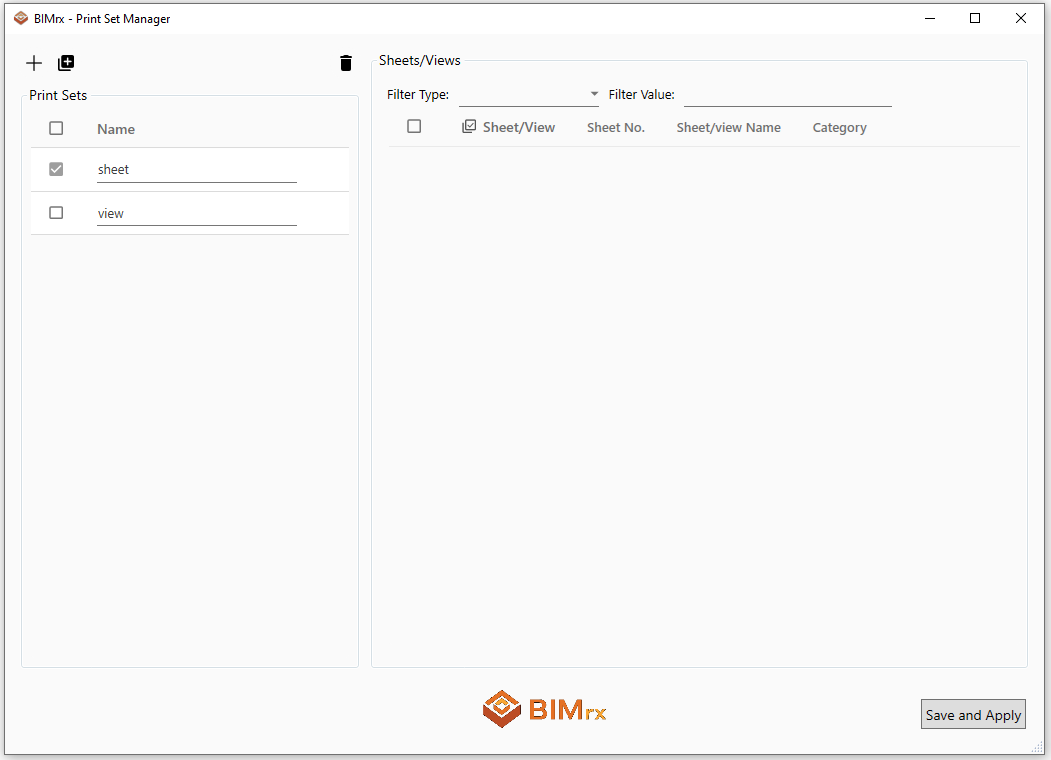 BIMrx - Print Set Manager
Print Sets
Name
sheet
view
Sheets/Views
Filter Type:
Filter Value:
Sheet/View Sheet No. Sheet/view Name Category
BIMrx
Save and Apply